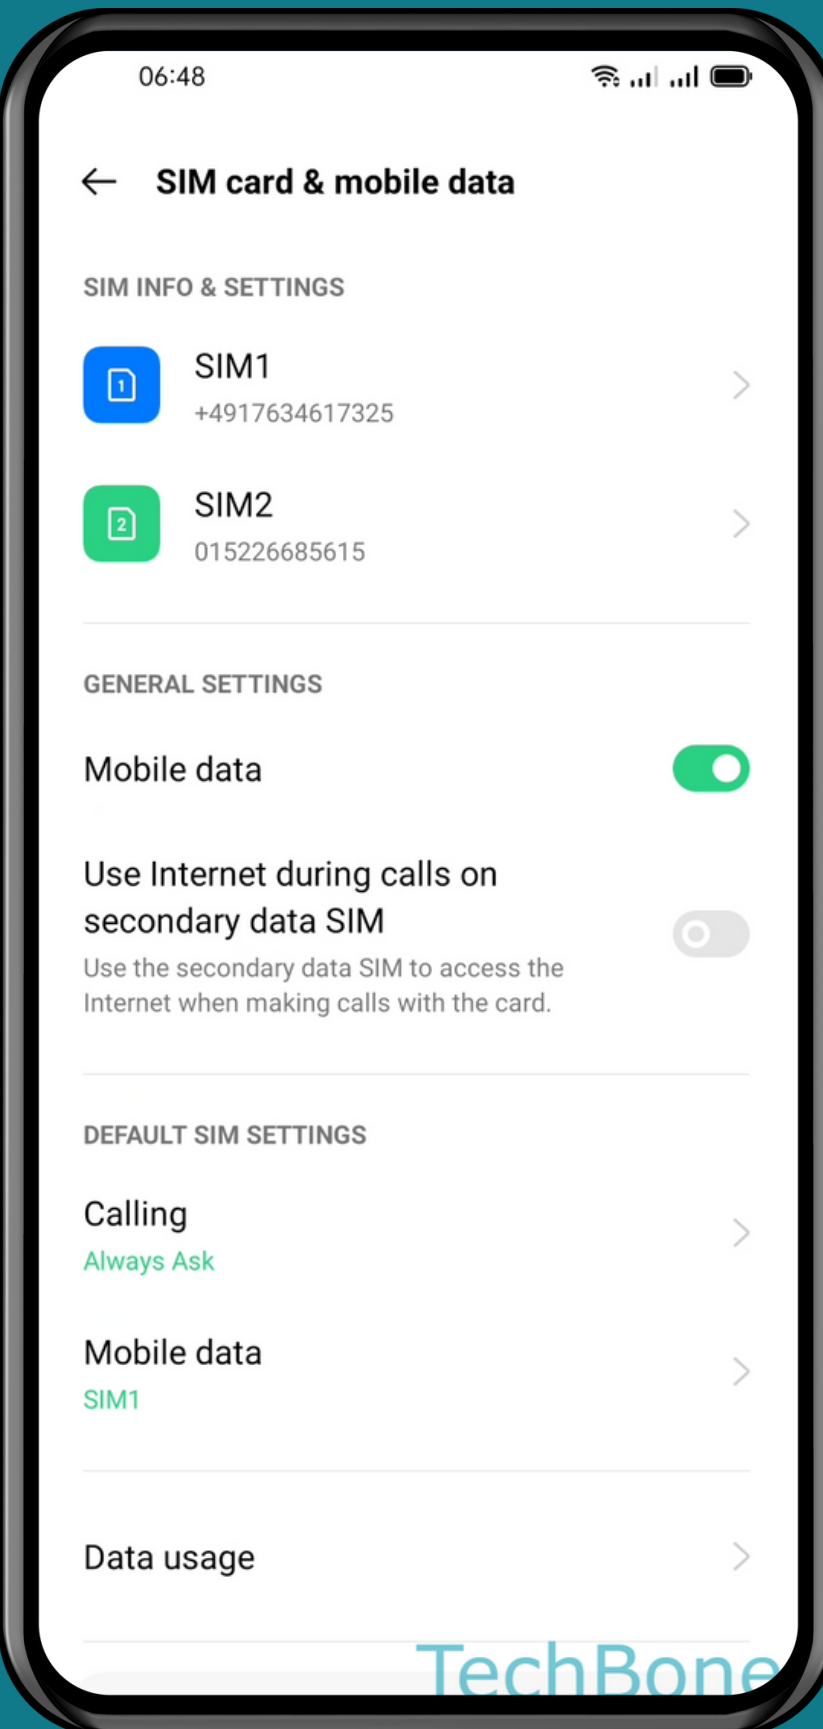 06:48
SIM card & mobile data
SIM INFO & SETTINGS
1
SIM1
+4917634617325
2
SIM2
015226685615
GENERAL SETTINGS
Mobile data
Use Internet during calls on
secondary data SIM
Use the secondary data SIM to access the
Internet when making calls with the card.
DEFAULT SIM SETTINGS
Calling
Always Ask
Mobile data
SIM1
Data usage
TechBone